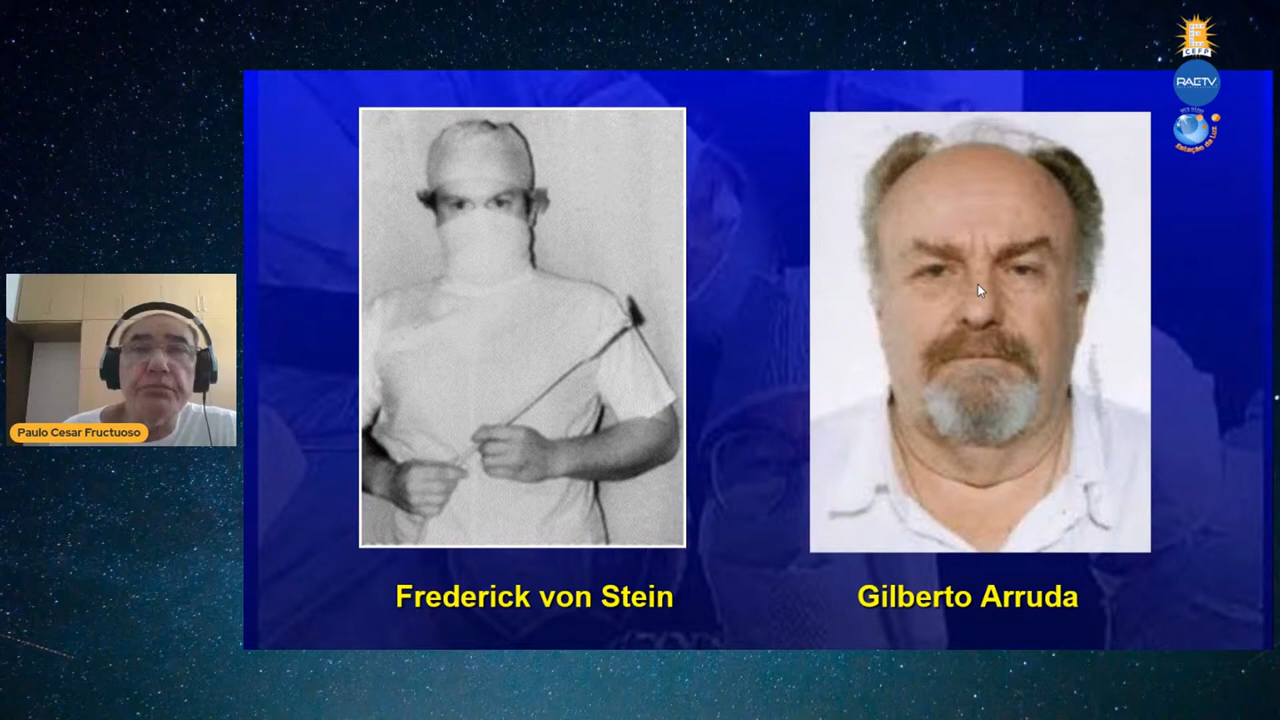 CEFP
RAETV
Estação da Luz
Paulo Cesar Fructuoso
Frederick von Stein
Gilberto Arruda